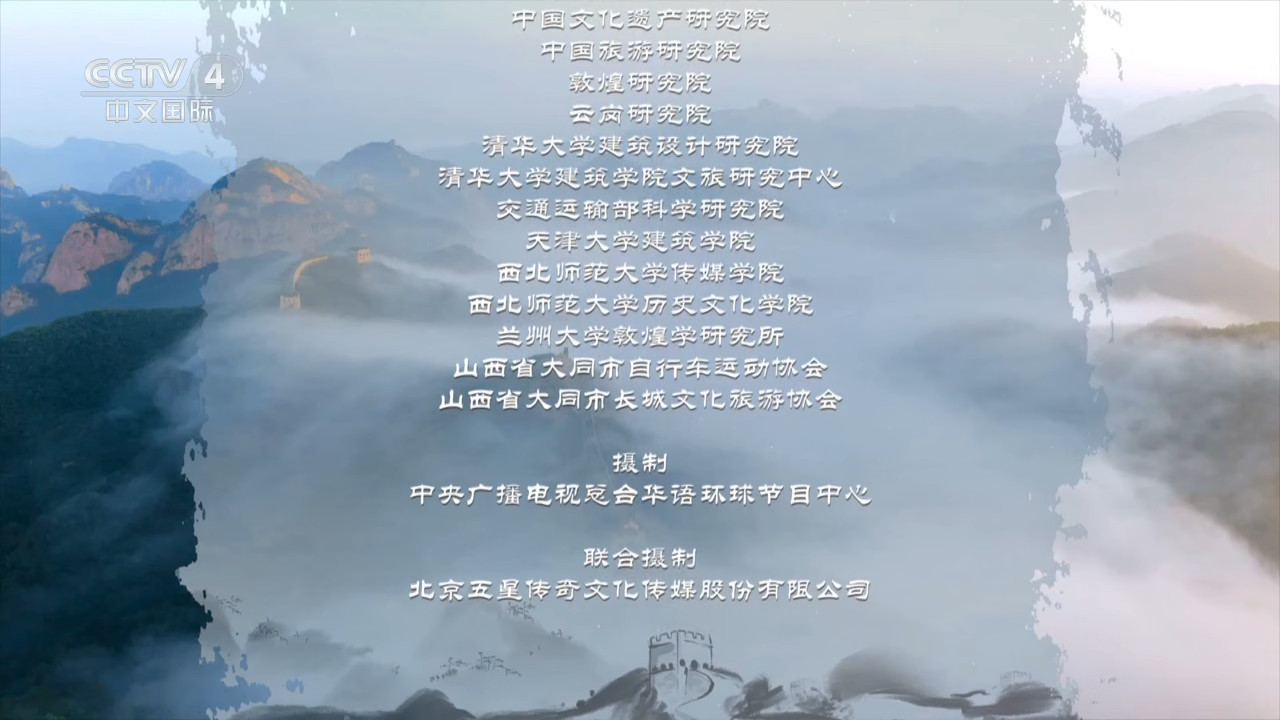 CCTV 4
中文国际
中国文化遗产研究院
中国旅游研究院
敦煌研究院
云岗研究院
清华大学建筑设计研究院
清华大学建筑学院文旅研究中心
交通运输部科学研究院
天津大学建筑学院
西北师范大学传媒学院
西北师范大学历史文化学院
兰州大学敦煌学研究所
山西省大同市自行车运动协会
山西省大同市长城文化旅游协会
摄制
中央广播电视总台华语环球节目中心
联合摄制
北京五星传奇文化传媒股份有限公司